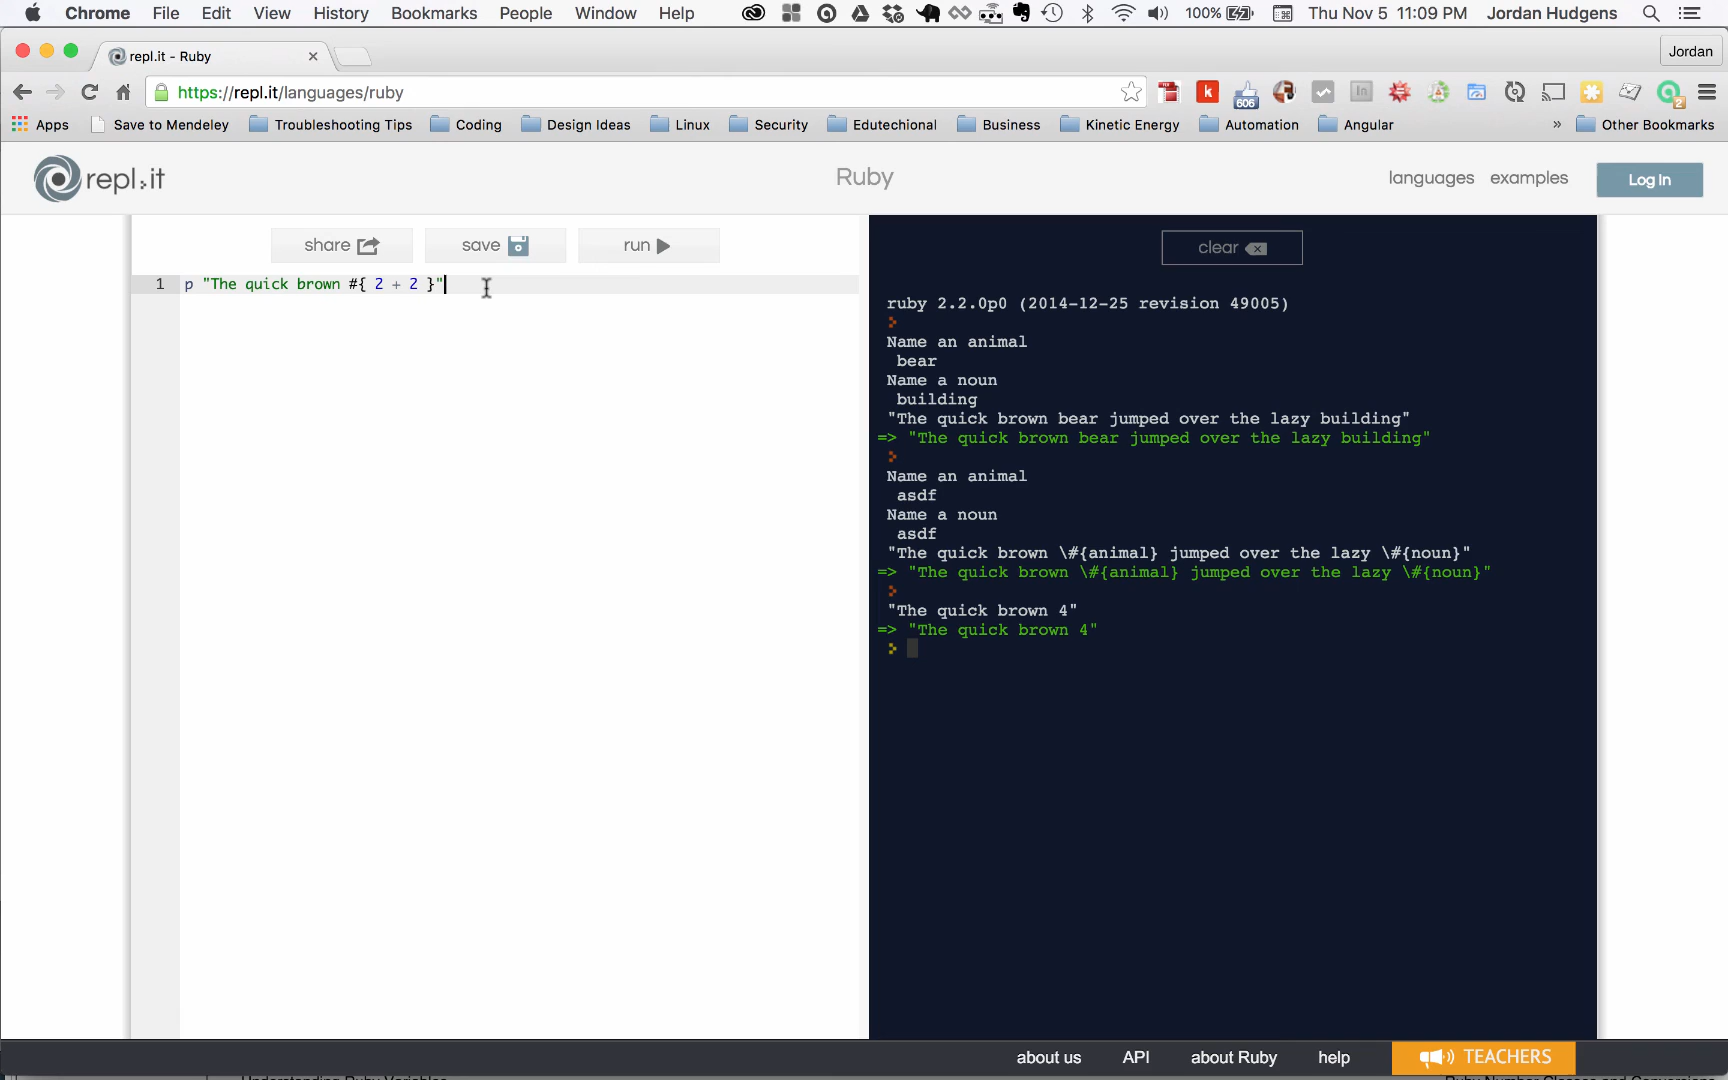 Chrome File Edit View History Bookmarks People Window Help 100% Thu Nov 5 11:09 PM Jordan Hudgens
repl.it - Ruby Jordan
https://repl.it/languages/ruby 606 2
Apps Save to Mendeley Troubleshooting Tips Coding Design Ideas Linux Security Edutechional Business Kinetic Energy Automation Angular » Other Bookmarks
repl.it Ruby languages examples Log In
share save run clear
1 p "The quick brown #{ 2 + 2 }"
ruby 2.2.0p0 (2014-12-25 revision 49005)
Name an animal
bear
Name a noun
building
"The quick brown bear jumped over the lazy building"
=> "The quick brown bear jumped over the lazy building"
Name an animal
asdf
Name a noun
asdf
"The quick brown \#{animal} jumped over the lazy \#{noun}"
=> "The quick brown \#{animal} jumped over the lazy \#{noun}"
"The quick brown 4"
=> "The quick brown 4"
about us API about Ruby help TEACHERS